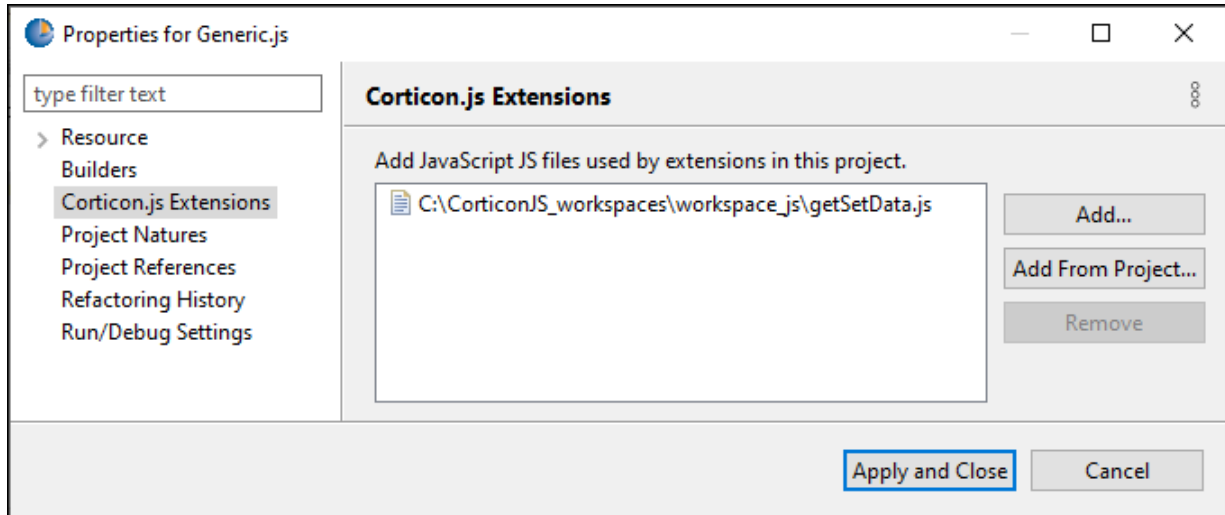 Properties for Generic.js
type filter text
Resource
Builders
Corticon.js Extensions
Project Natures
Project References
Refactoring History
Run/Debug Settings
Corticon.js Extensions
Add JavaScript JS files used by extensions in this project.
C:\CorticonJS_workspaces\workspace_js\getSetData.js
Add...
Add From Project...
Remove
Apply and Close
Cancel